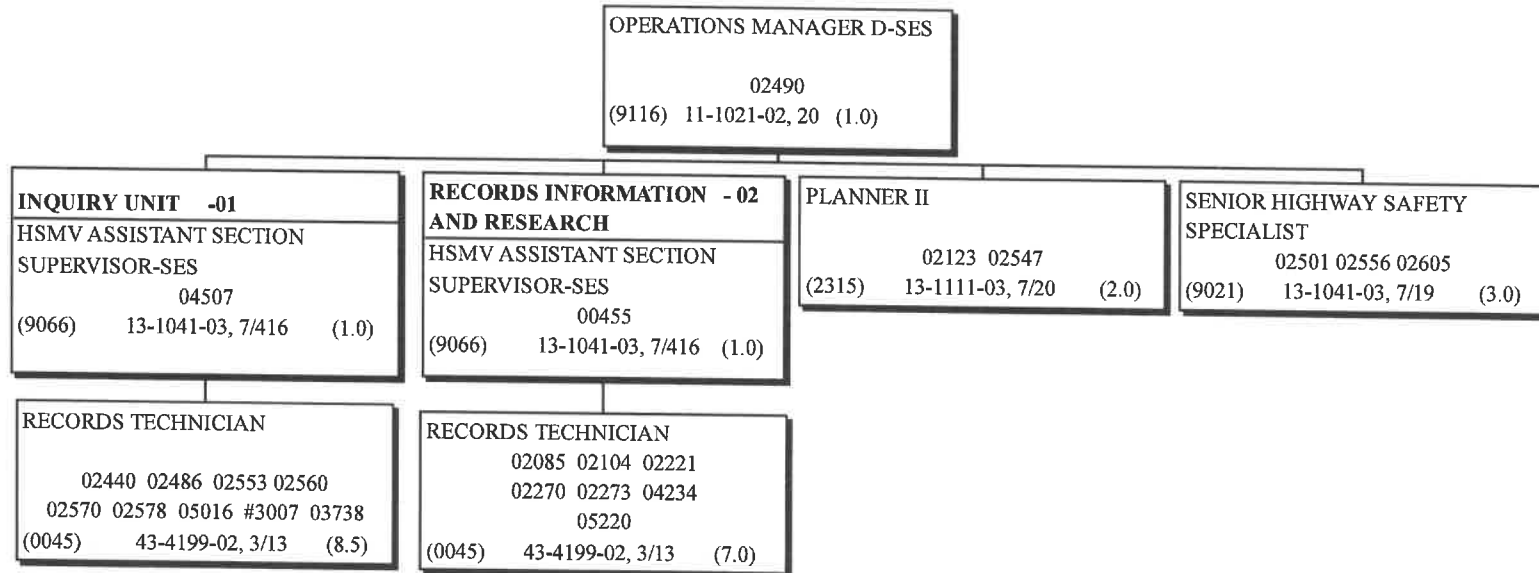 OPERATIONS MANAGER D-SES
02490
(9116) 11-1021-02, 20 (1.0)
INQUIRY UNIT -01
HSMV ASSISTANT SECTION
SUPERVISOR-SES
04507
(9066) 13-1041-03, 7/416 (1.0)
RECORDS TECHNICIAN
02440 02486 02553 02560
02570 02578 05016 #3007 03738
(0045) 43-4199-02, 3/13 (8.5)
RECORDS INFORMATION - 02
AND RESEARCH
HSMV ASSISTANT SECTION
SUPERVISOR-SES
00455
(9066) 13-1041-03, 7/416 (1.0)
RECORDS TECHNICIAN
02085 02104 02221
02270 02273 04234
05220
(0045) 43-4199-02, 3/13 (7.0)
PLANNER II
02123 02547
(2315) 13-1111-03, 7/20 (2.0)
SENIOR HIGHWAY SAFETY
SPECIALIST
02501 02556 02605
(9021) 13-1041-03, 7/19 (3.0)